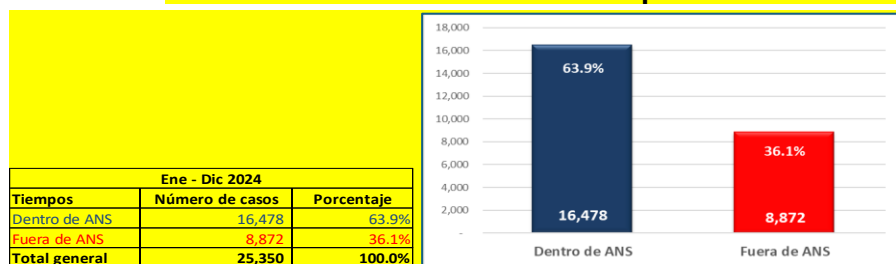 Ene - Dic 2024
Tiempos Número de casos Porcentaje
Dentro de ANS 16,478 63.9%
Fuera de ANS 8,872 36.1%
Total general 25,350 100.0%
18,000
16,000
14,000
12,000
10,000
8,000
6,000
4,000
2,000
-
63.9%
16,478
36.1%
8,872
Dentro de ANS Fuera de ANS